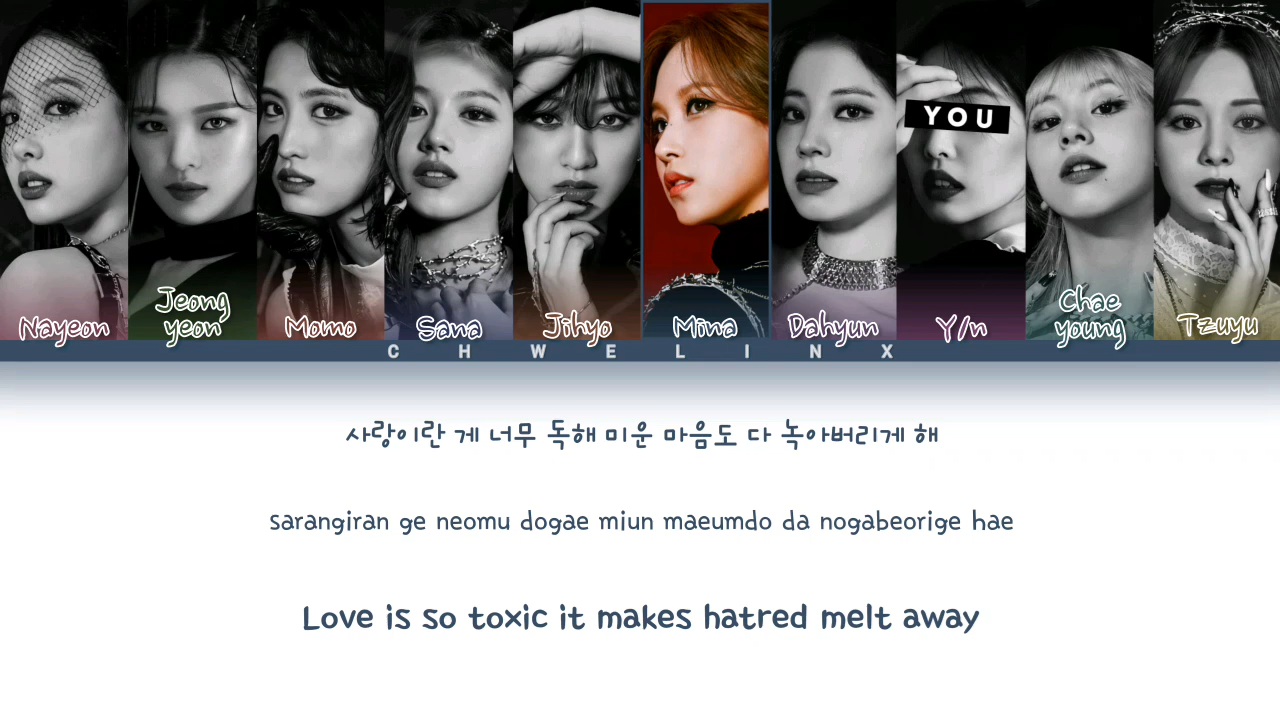 YOU
Nayeon
Jeong
yeon
Momo
Sana
Jihyo
Mina
Dahyun
Y/n
Chae
young
Tzuyu
CHWELINX
사랑이란 게 너무 독해 미운 마음도 다 녹아버리게 해
sarangiran ge neomu dogae miun maeumdo da nogabeorige hae
Love is so toxic it makes hatred melt away